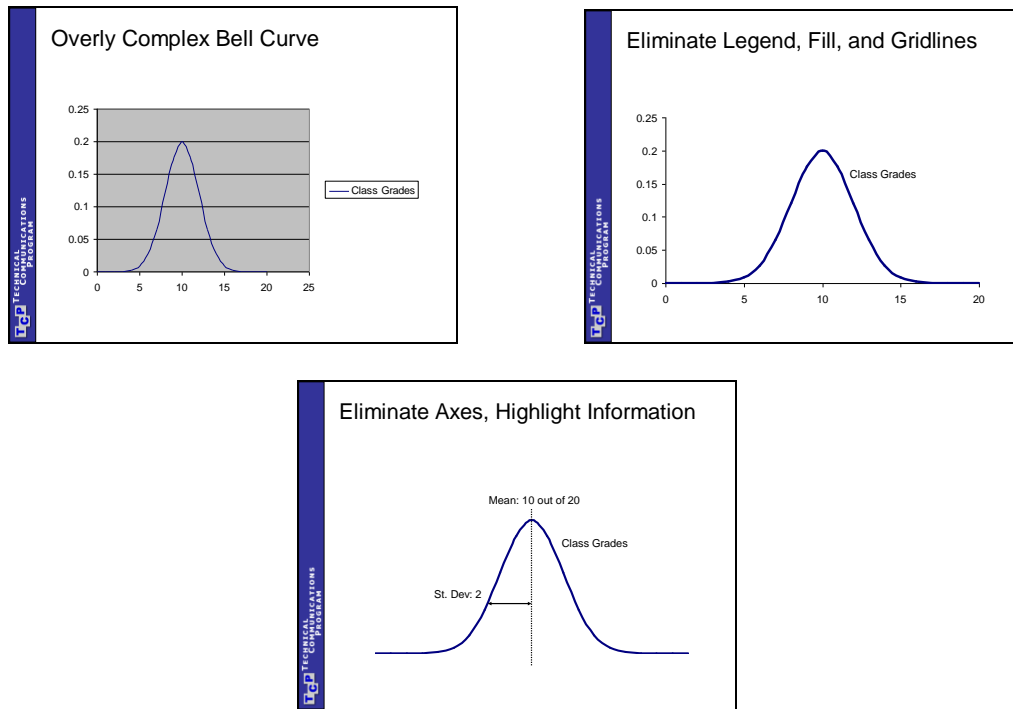 Overly Complex Bell Curve
0.25
0.2
0.15
0.1
0.05
0
0 5 10 15 20 25
Class Grades
TCP TECHNICAL
COMMUNICATIONS
PROGRAM
Eliminate Legend, Fill, and Gridlines
0.25
0.2
0.15
0.1
0.05
0
0 5 10 15 20
Class Grades
TCP TECHNICAL
COMMUNICATIONS
PROGRAM
Eliminate Axes, Highlight Information
Mean: 10 out of 20
Class Grades
St. Dev: 2
TCP TECHNICAL
COMMUNICATIONS
PROGRAM